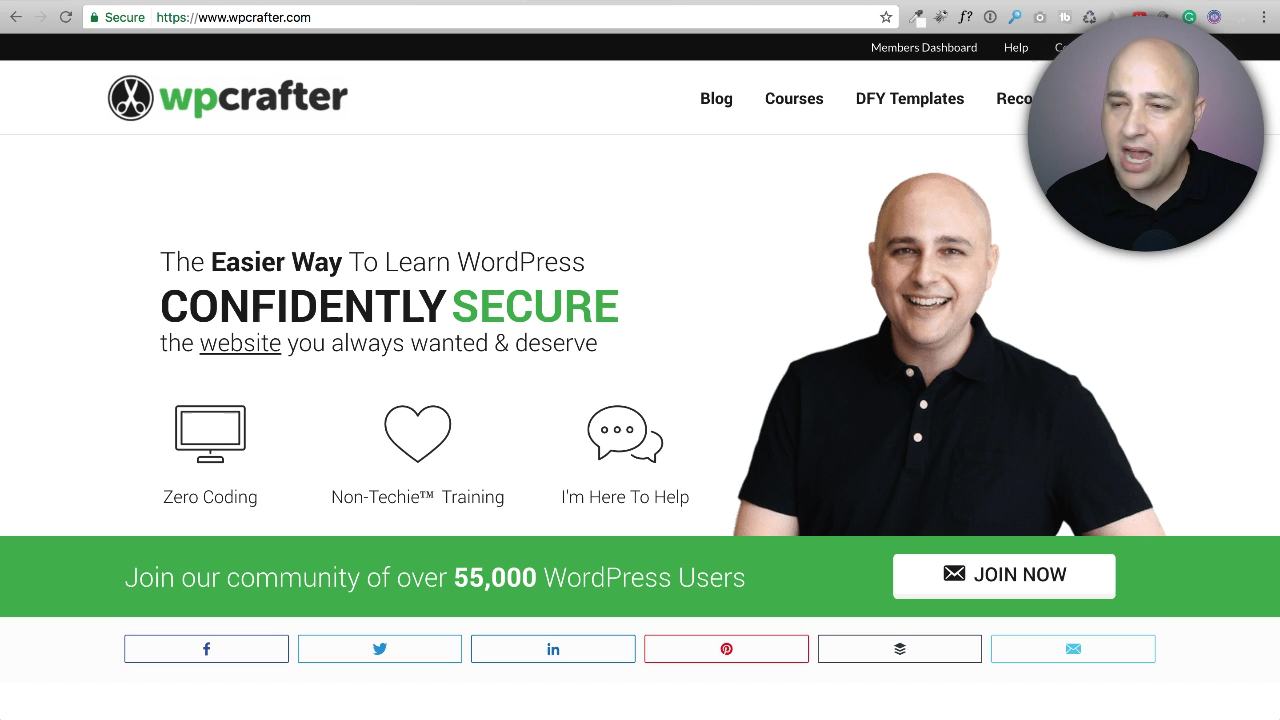 Secure https://www.wpcrafter.com
f?
Members Dashboard Help
wpcrafter
Blog Courses DFY Templates Reco
The Easier Way To Learn WordPress
CONFIDENTLY SECURE
the website you always wanted & deserve
Zero Coding Non-Techie™ Training I'm Here To Help
Join our community of over 55,000 WordPress Users JOIN NOW
f in